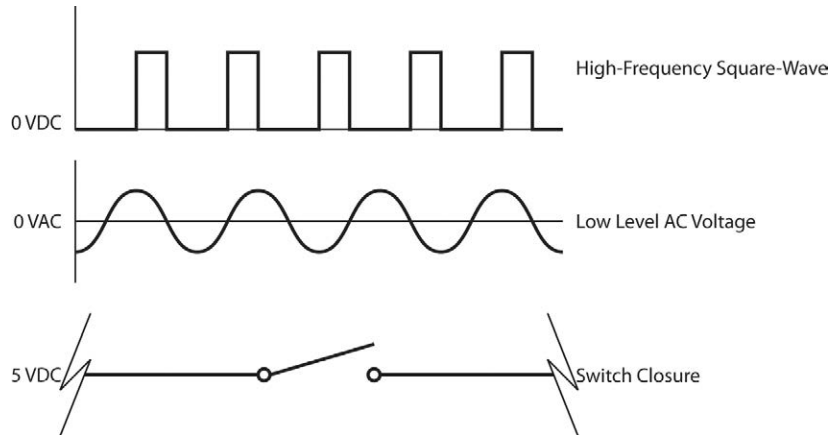 High-Frequency Square-Wave
0 VDC
0 VAC
Low Level AC Voltage
5 VDC
Switch Closure